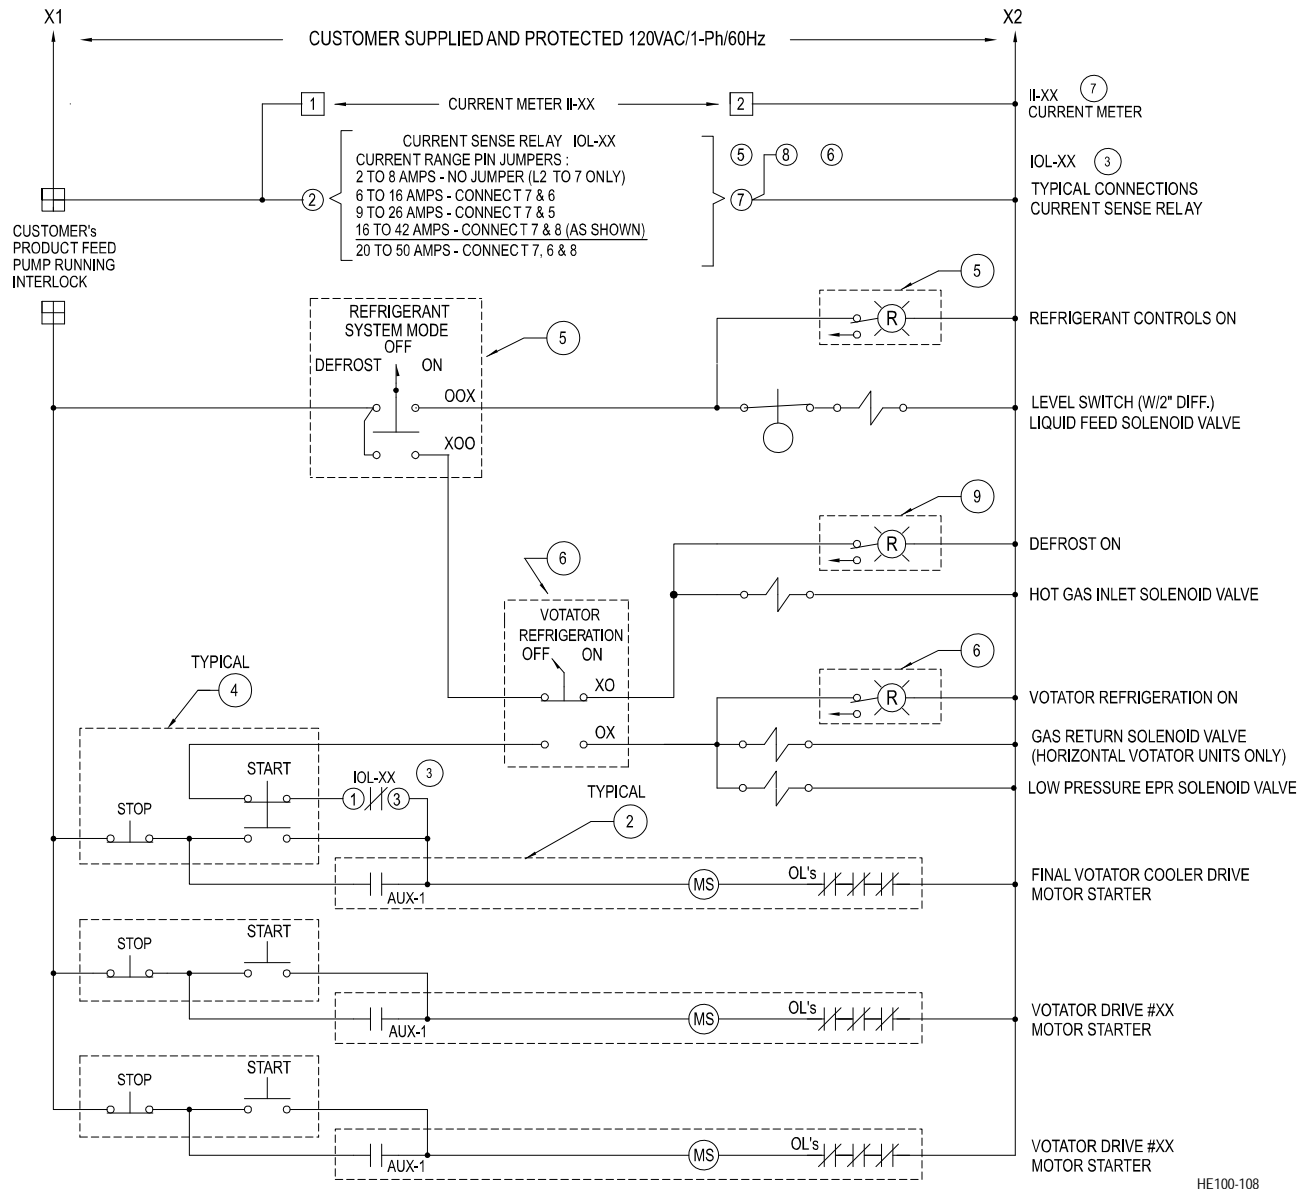 X1
X2
CUSTOMER SUPPLIED AND PROTECTED 120VAC/1-Ph/60Hz
1
CURRENT METER II-XX
2
II-XX 7
CURRENT METER
CURRENT SENSE RELAY IOL-XX
CURRENT RANGE PIN JUMPERS :
2 TO 8 AMPS - NO JUMPER (L2 TO 7 ONLY)
6 TO 16 AMPS - CONNECT 7 & 6
9 TO 26 AMPS - CONNECT 7 & 5
16 TO 42 AMPS - CONNECT 7 & 8 (AS SHOWN)
20 TO 50 AMPS - CONNECT 7, 6 & 8
2
5 8 6
7
IOL-XX 3
TYPICAL CONNECTIONS
CURRENT SENSE RELAY
CUSTOMER's
PRODUCT FEED
PUMP RUNNING
INTERLOCK
5
R
REFRIGERANT CONTROLS ON
REFRIGERANT
SYSTEM MODE
OFF
DEFROST ON
5
OOX
XOO
LEVEL SWITCH (W/2" DIFF.)
LIQUID FEED SOLENOID VALVE
9
R
DEFROST ON
HOT GAS INLET SOLENOID VALVE
6
VOTATOR
REFRIGERATION
OFF ON
XO
OX
6
R
VOTATOR REFRIGERATION ON
GAS RETURN SOLENOID VALVE
(HORIZONTAL VOTATOR UNITS ONLY)
LOW PRESSURE EPR SOLENOID VALVE
TYPICAL
4
START
STOP
IOL-XX 3
1 3
TYPICAL
2
AUX-1
MS
OL's
FINAL VOTATOR COOLER DRIVE
MOTOR STARTER
STOP
START
AUX-1
MS
OL's
VOTATOR DRIVE #XX
MOTOR STARTER
STOP
START
AUX-1
MS
OL's
VOTATOR DRIVE #XX
MOTOR STARTER
HE100-108